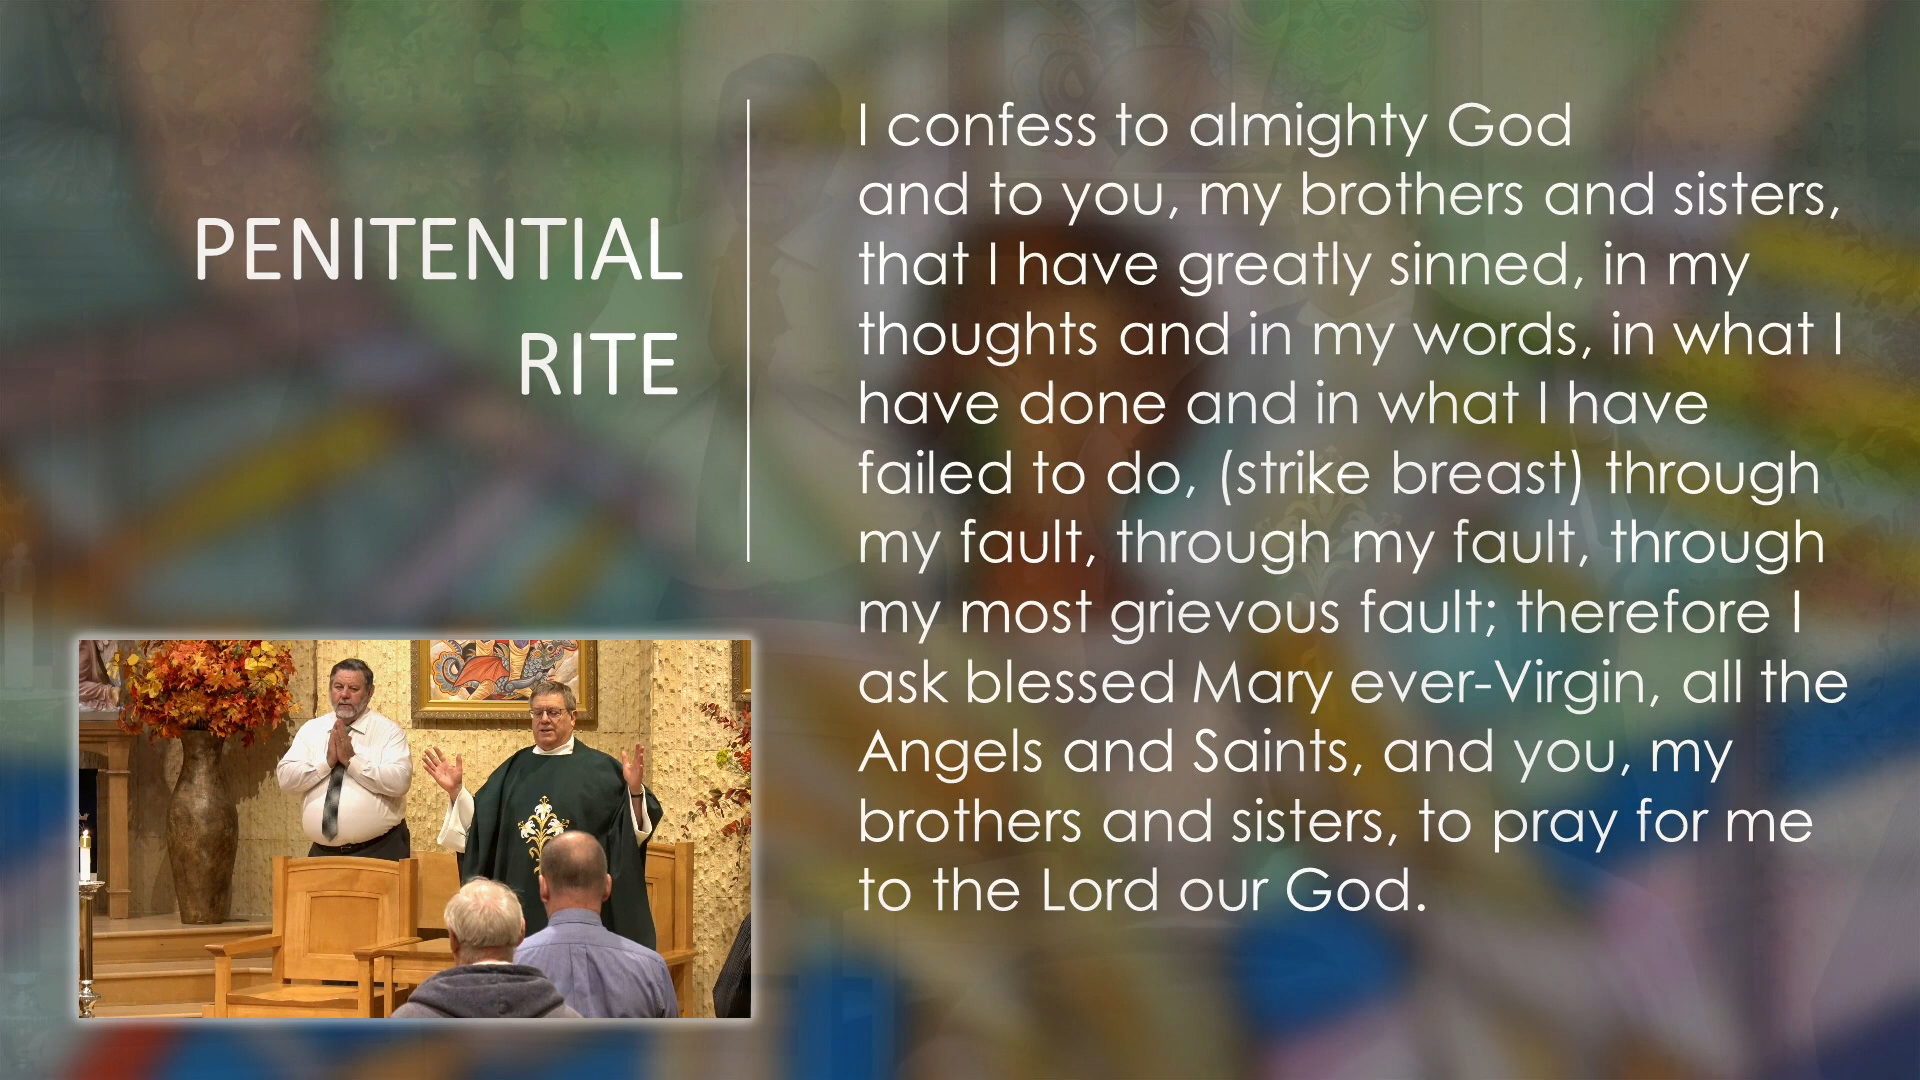 PENITENTIAL
RITE
I confess to almighty God
and to you, my brothers and sisters,
that I have greatly sinned, in my
thoughts and in my words, in what I
have done and in what I have
failed to do, (strike breast) through
my fault, through my fault, through
my most grievous fault; therefore I
ask blessed Mary ever-Virgin, all the
Angels and Saints, and you, my
brothers and sisters, to pray for me
to the Lord our God.